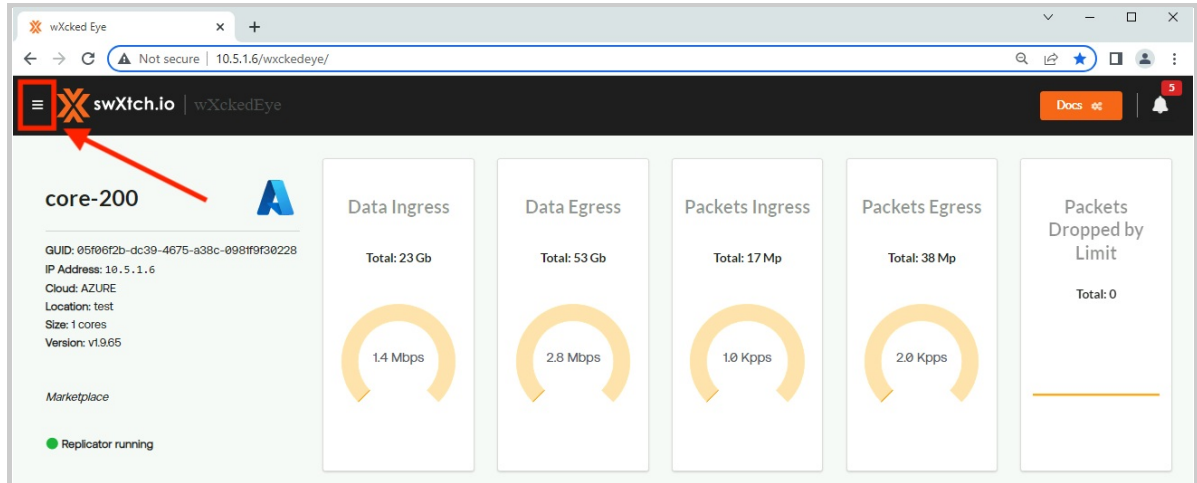 wXcked Eye
Not secure | 10.5.1.6/wxckedeye/
swXtch.io | wXckedEye
Docs
5
core-200
GUID: 05f06f2b-dc39-4675-a38c-0981f9f30228
IP Address: 10.5.1.6
Cloud: AZURE
Location: test
Size: 1 cores
Version: v1.9.65
Marketplace
Replicator running
Data Ingress
Total: 23 Gb
1.4 Mbps
Data Egress
Total: 53 Gb
2.8 Mbps
Packets Ingress
Total: 17 Mp
1.0 Kpps
Packets Egress
Total: 38 Mp
2.0 Kpps
Packets
Dropped by
Limit
Total: 0